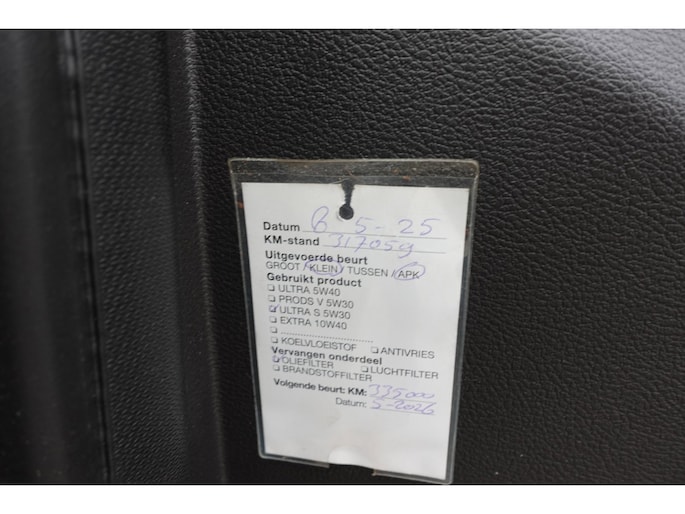 Datum 6-5-25
KM-stand 317059
Uitgevoerde beurt
GROOT / KLEIN / TUSSEN / APK
Gebruikt product
ULTRA 5W40
PRODS V 5W30
ULTRA S 5W30
EXTRA 10W40
..............................
KOELVLOEISTOF ANTIVRIES
Vervangen onderdeel
OLIEFILTER LUCHTFILTER
BRANDSTOFFILTER
Volgende beurt: KM: 335000
Datum: 5-2026